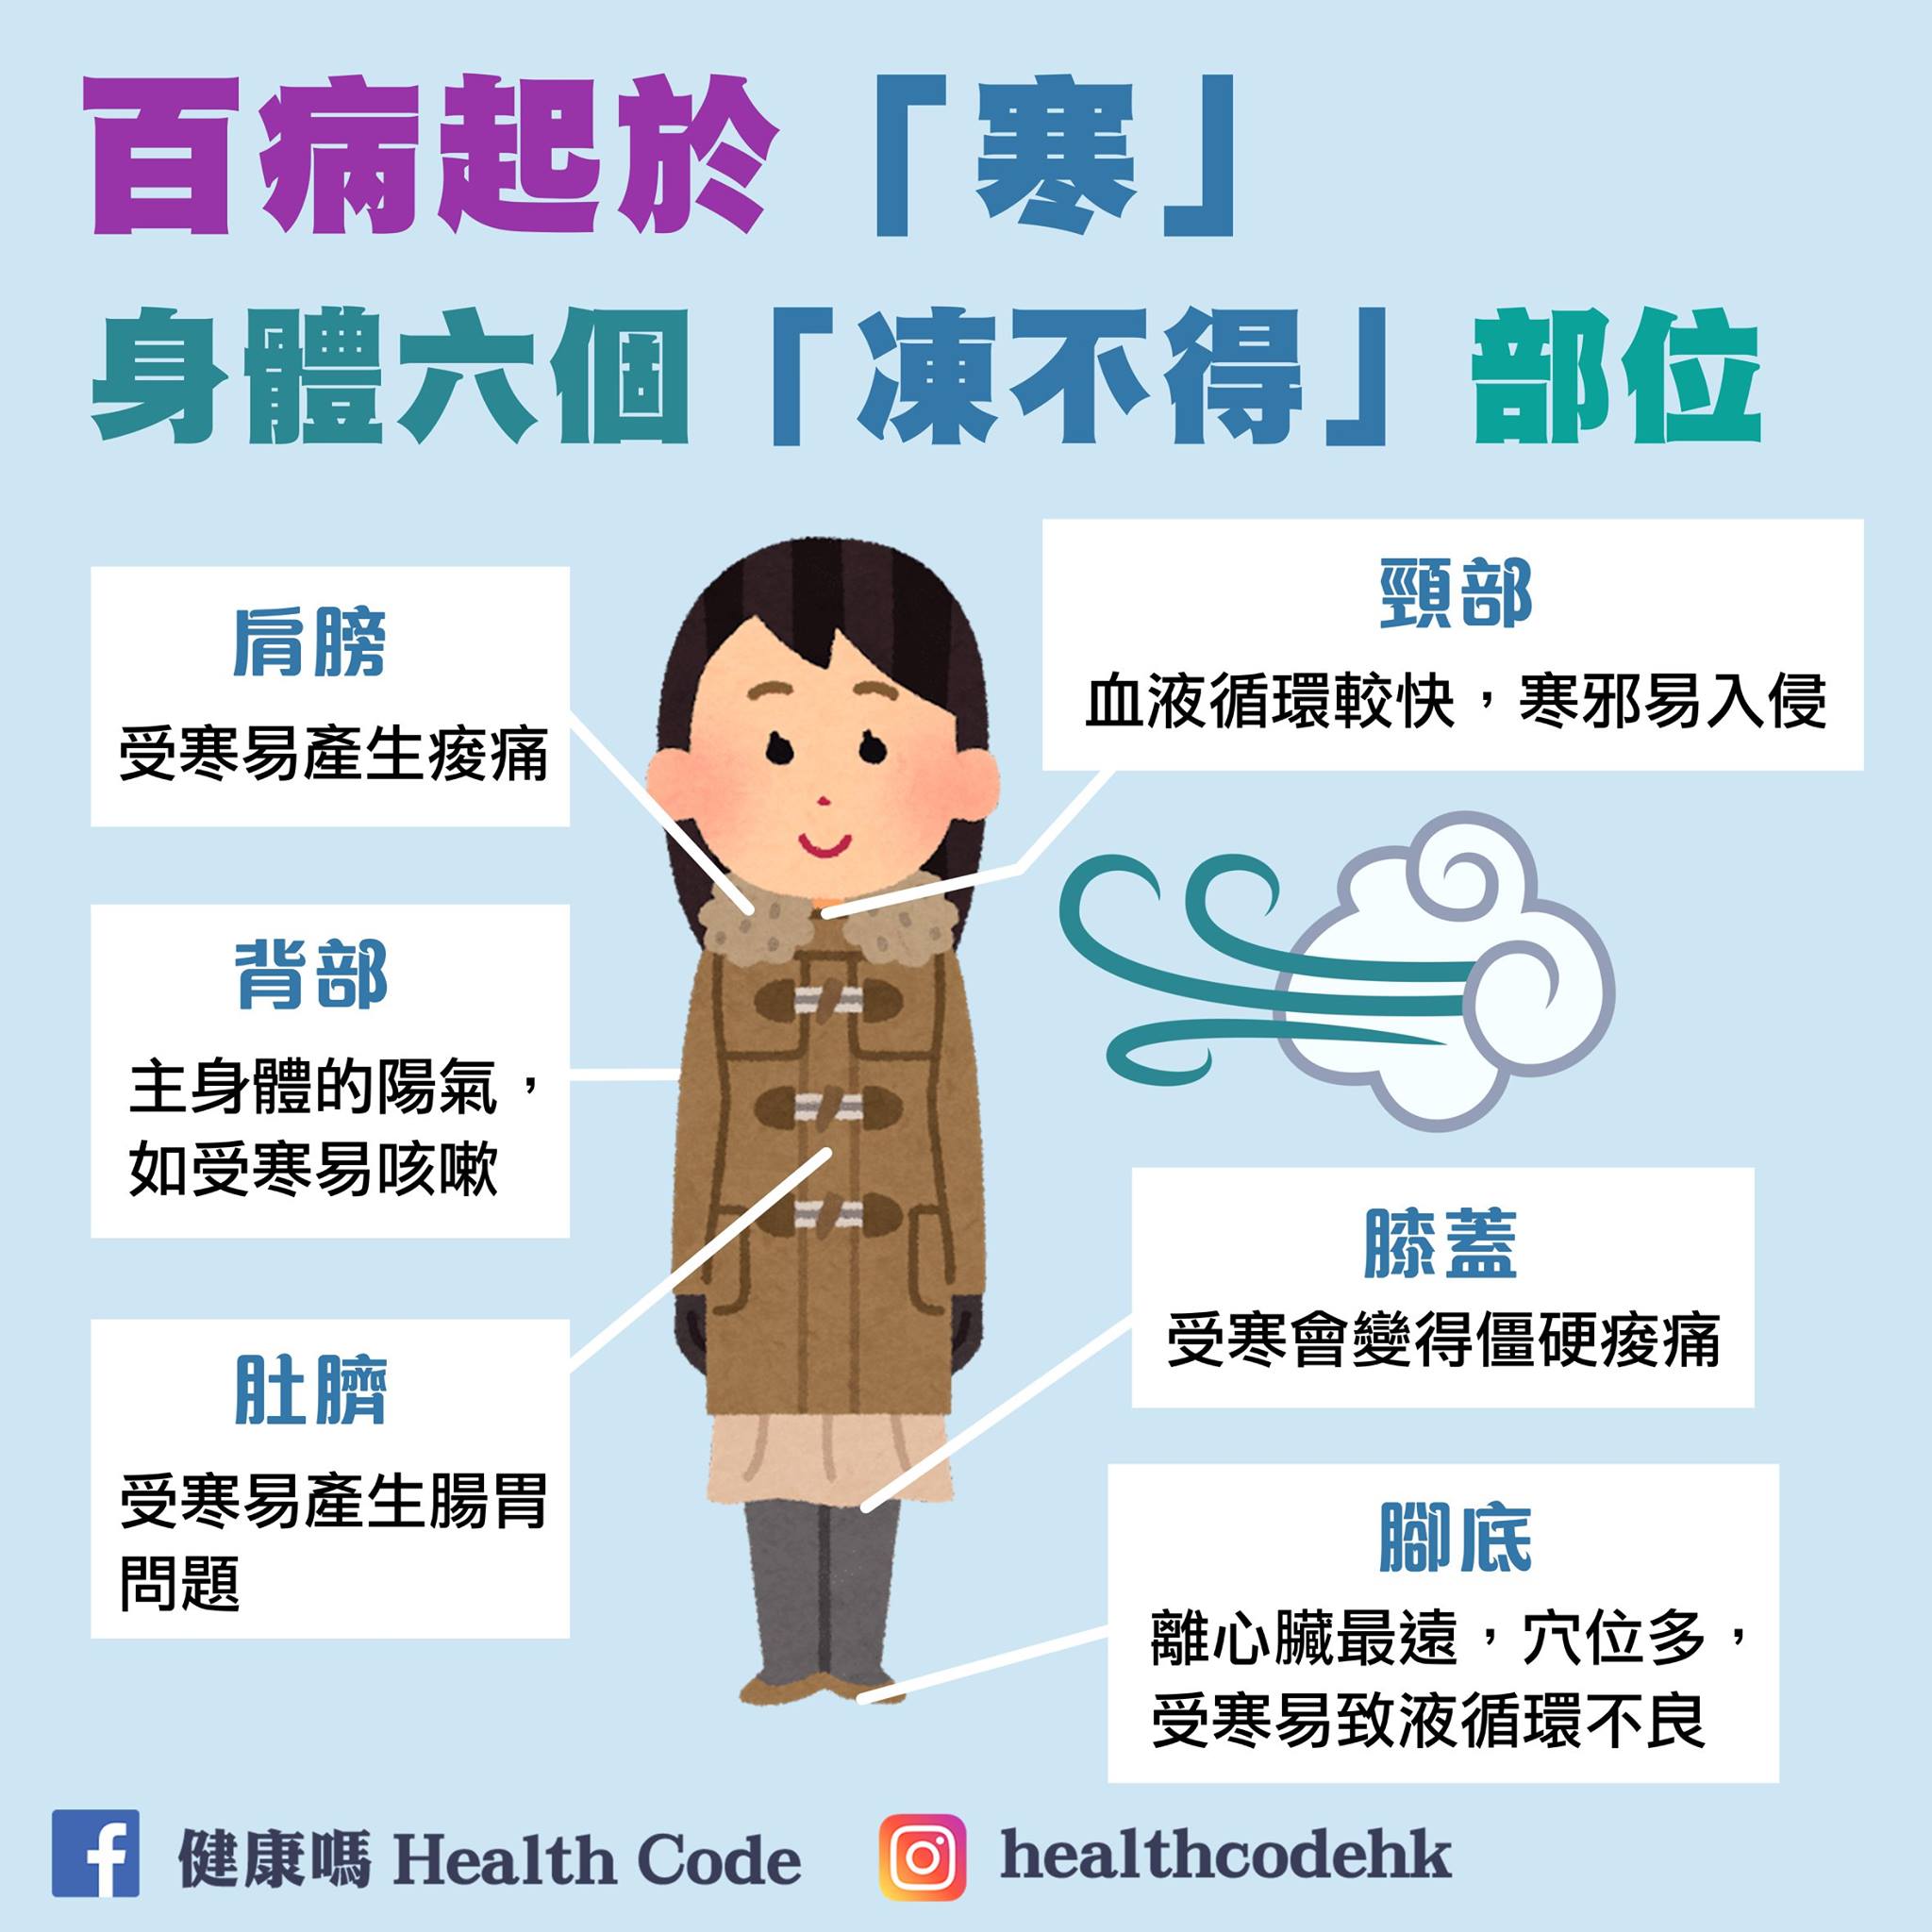 百病起於「寒」
身體六個「凍不得」部位
肩膀
受寒易產生痠痛
頸部
血液循環較快，寒邪易入侵
背部
主身體的陽氣，
如受寒易咳嗽
肚臍
受寒易產生腸胃
問題
膝蓋
受寒會變得僵硬痠痛
腳底
離心臟最遠，穴位多，
受寒易致液循環不良
健康嗎 Health Code
healthcodehk